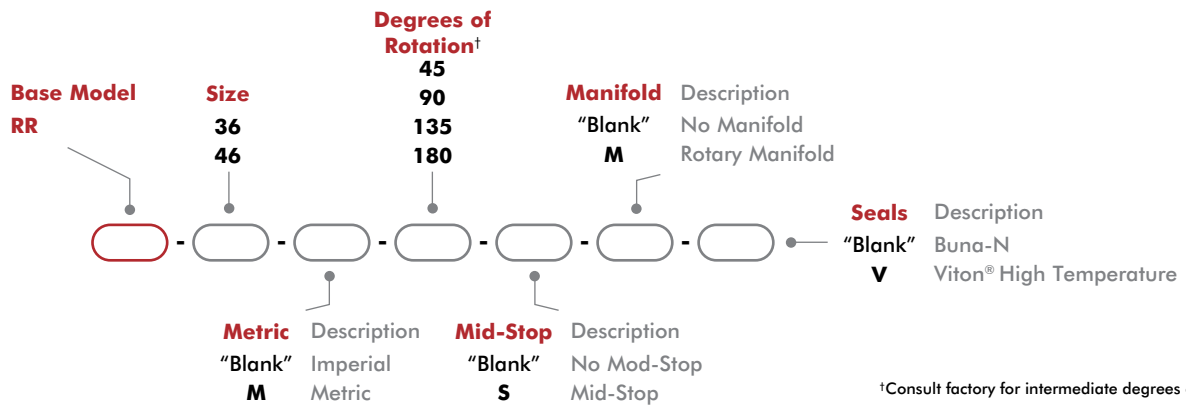 Degrees of
Rotation†
45
90
135
180
Base Model
RR
Size
36
46
Manifold Description
"Blank" No Manifold
M Rotary Manifold
- - - - - -
Seals Description
"Blank" Buna-N
V Viton® High Temperature
Metric Description
"Blank" Imperial
M Metric
Mid-Stop Description
"Blank" No Mod-Stop
S Mid-Stop
†Consult factory for intermediate degrees